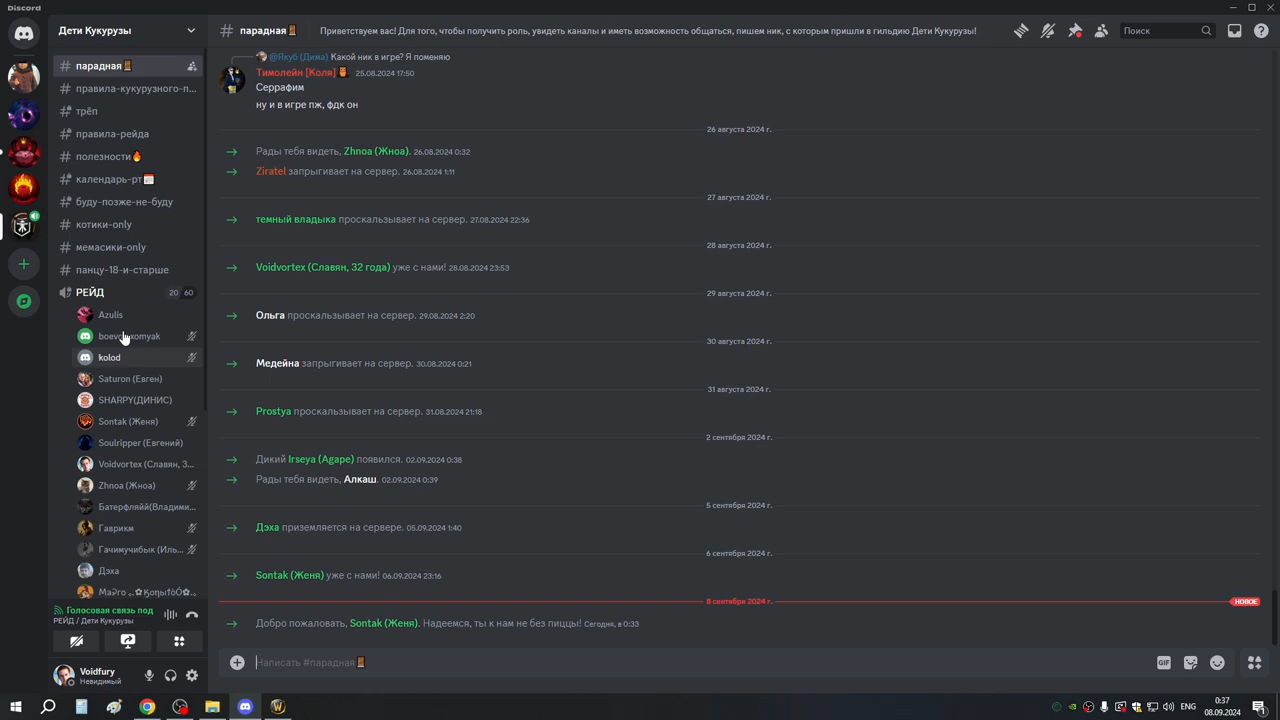 Discord
Дети Кукурузы
парадная
Приветствуем вас! Для того, чтобы получить роль, увидеть каналы и иметь возможность общаться, пишем ник, с которым пришли в гильдию Дети Кукурузы!
Поиск
парадная
правила-кукурузного-п...
трёп
правила-рейда
полезности
календарь-рт
буду-позже-не-буду
котики-only
мемасики-only
панцу-18-и-старше
РЕЙД
20 60
Azulis
kolod
Saturon (Евген)
SHARPY(ДИНИС)
Sontak (Женя)
Soulripper (Евгений)
Voidvortex (Славян, 3...
Zhnoa (Жноа)
Батерфляйй(Владими...
Гаврикм
Гачимучибык (Иль...
Дэха
Голосовая связь под
РЕЙД / Дети Кукурузы
Voidfury
Невидимый
@Якуб (Дима) Какой ник в игре? Я поменяю
Тимолейн [Коля] 25.08.2024 17:50
Серрафим
ну и в игре пж, фдк он
26 августа 2024 г.
Рады тебя видеть, Zhnoa (Жноа). 26.08.2024 0:32
Ziratel запрыгивает на сервер. 26.08.2024 1:11
27 августа 2024 г.
темный владыка проскальзывает на сервер. 27.08.2024 22:36
28 августа 2024 г.
Voidvortex (Славян, 32 года) уже с нами! 28.08.2024 23:53
29 августа 2024 г.
Ольга проскальзывает на сервер. 29.08.2024 2:20
30 августа 2024 г.
Медейна запрыгивает на сервер. 30.08.2024 0:21
31 августа 2024 г.
Prostya проскальзывает на сервер. 31.08.2024 21:18
2 сентября 2024 г.
Дикий Irseya (Agape) появился. 02.09.2024 0:38
Рады тебя видеть, Алкаш. 02.09.2024 0:39
5 сентября 2024 г.
Дэха приземляется на сервере. 05.09.2024 1:40
6 сентября 2024 г.
Sontak (Женя) уже с нами! 06.09.2024 23:16
8 сентября 2024 г.
НОВОЕ
Добро пожаловать, Sontak (Женя). Надеемся, ты к нам не без пиццы! Сегодня, в 0:33
Написать #парадная
GIF
ENG
0:37
08.09.2024